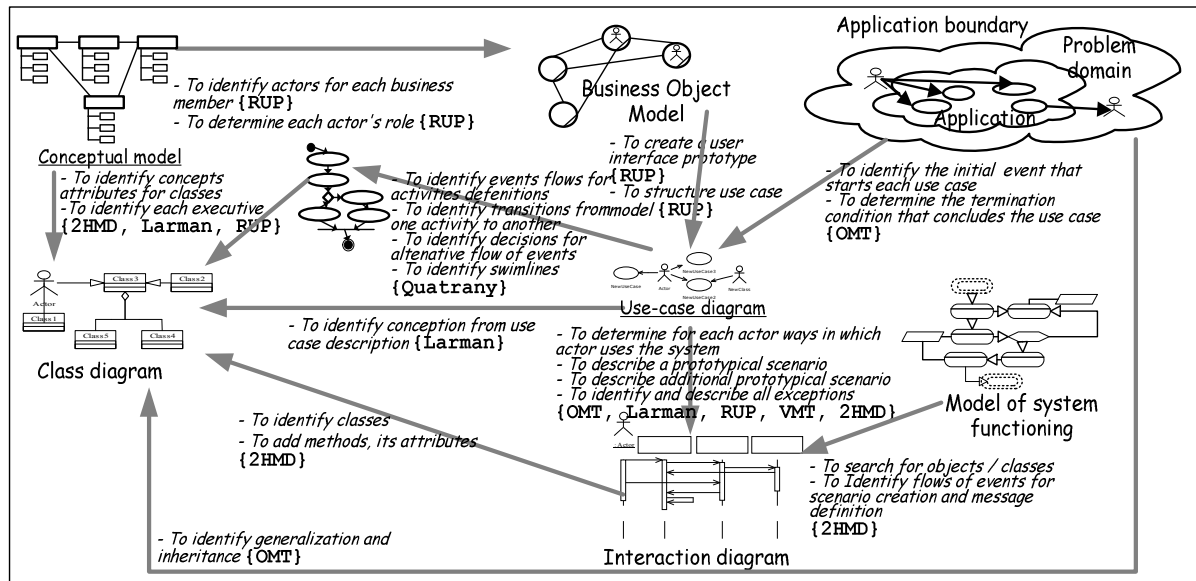 Application boundary
Problem
domain
Application
Business Object
Model
- To identify actors for each business
member {RUP}
- To determine each actor's role {RUP}
Conceptual model
- To identify concepts
attributes for classes
- To identify each executive
{2HMD, Larman, RUP}
- To create a user
interface prototype
{RUP}
- To structure use case
model {RUP}
- To identify the initial event that
starts each use case
- To determine the termination
condition that concludes the use case
{OMT}
- To identify events flows for
activities defenitions
- To identify transitions from
one activity to another
- To identify decisions for
altenative flow of events
- To identify swimlines
{Quatrany}
Class3
Class2
Actor
Class1
Class5
Class4
Class diagram
NewUseCase3
NewUseCase
Actor
NewClass
NewUseCase2
Use-case diagram
- To identify conception from use
case description {Larman}
- To determine for each actor ways in which
actor uses the system
- To describe a prototypical scenario
- To describe additional prototypical scenario
- To identify and describe all exceptions
{OMT, Larman, RUP, VMT, 2HMD}
Model of system
functioning
- To identify classes
- To add methods, its attributes
{2HMD}
: Actor
- To search for objects / classes
- To Identify flows of events for
scenario creation and message
definition
{2HMD}
- To identify generalization and
inheritance {OMT}
Interaction diagram